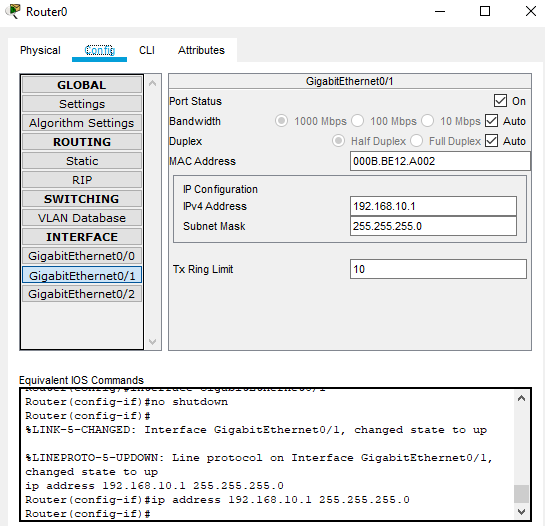 Router0
Physical Config CLI Attributes
GLOBAL
Settings
Algorithm Settings
ROUTING
Static
RIP
SWITCHING
VLAN Database
INTERFACE
GigabitEthernet0/0
GigabitEthernet0/1
GigabitEthernet0/2
GigabitEthernet0/1
Port Status On
Bandwidth 1000 Mbps 100 Mbps 10 Mbps Auto
Duplex Half Duplex Full Duplex Auto
MAC Address 000B.BE12.A002
IP Configuration
IPv4 Address 192.168.10.1
Subnet Mask 255.255.255.0
Tx Ring Limit 10
Equivalent IOS Commands
Router(config)#interface GigabitEthernet0/1
Router(config-if)#no shutdown
Router(config-if)#
%LINK-5-CHANGED: Interface GigabitEthernet0/1, changed state to up
%LINEPROTO-5-UPDOWN: Line protocol on Interface GigabitEthernet0/1,
changed state to up
ip address 192.168.10.1 255.255.255.0
Router(config-if)#ip address 192.168.10.1 255.255.255.0
Router(config-if)#